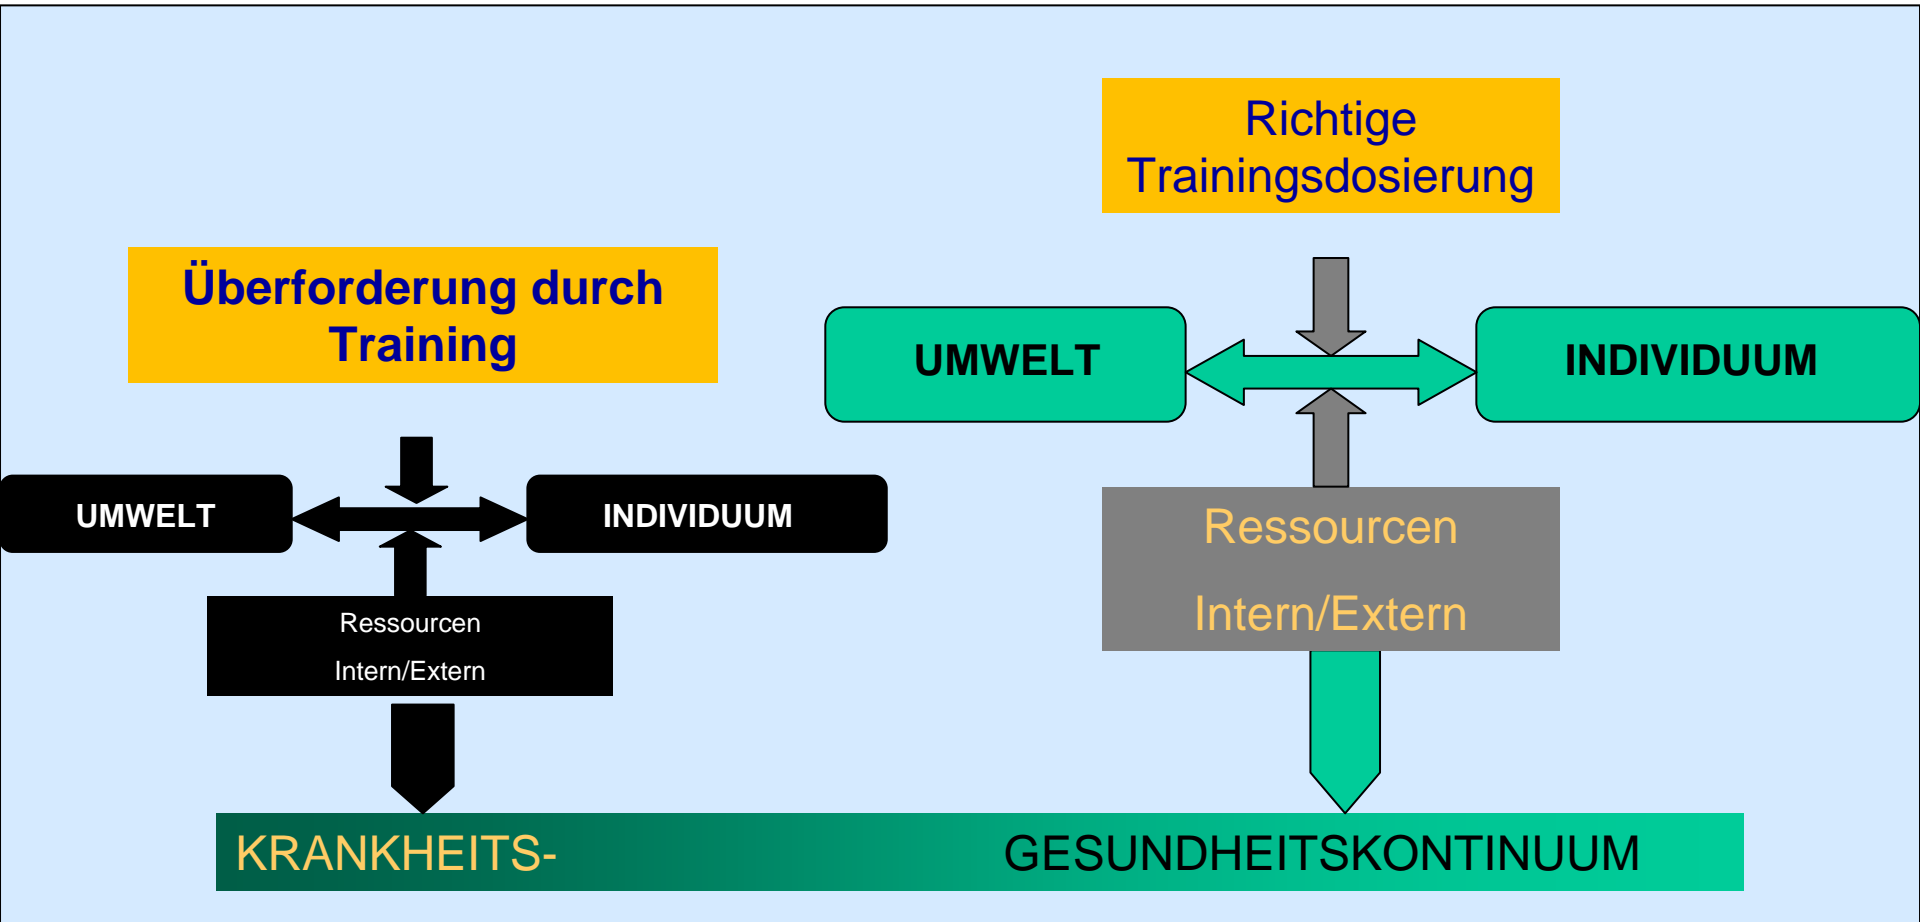 Überforderung durch
Training
UMWELT
INDIVIDUUM
Ressourcen
Intern/Extern
Richtige
Trainingsdosierung
UMWELT
INDIVIDUUM
Ressourcen
Intern/Extern
KRANKHEITS-
GESUNDHEITSKONTINUUM